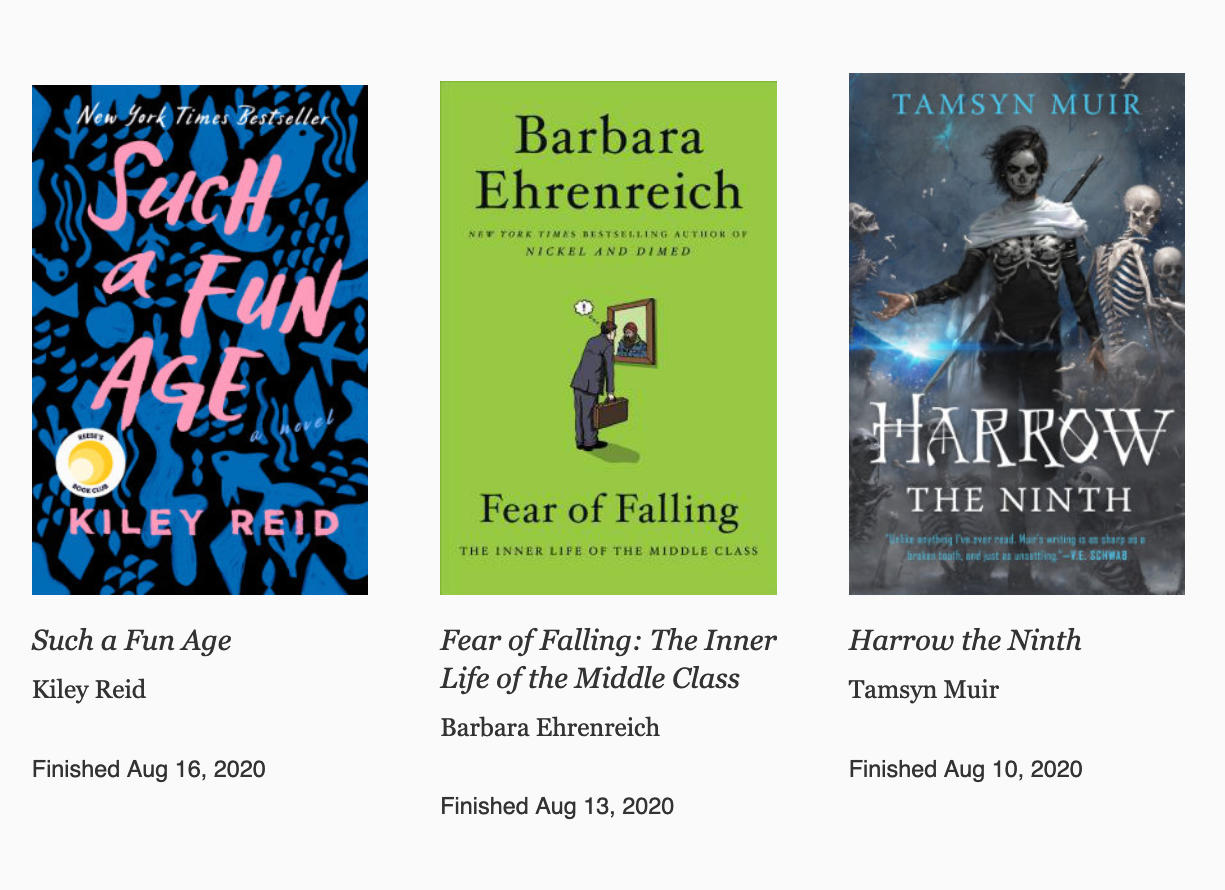 New York Times Bestseller
SUCH
a FUN
AGE
a novel
REESE'S
BOOK CLUB
KILEY REID
Such a Fun Age
Kiley Reid
Finished Aug 16, 2020
Barbara
Ehrenreich
NEW YORK TIMES BESTSELLING AUTHOR OF
NICKEL AND DIMED
!
Fear of Falling
THE INNER LIFE OF THE MIDDLE CLASS
Fear of Falling: The Inner
Life of the Middle Class
Barbara Ehrenreich
Finished Aug 13, 2020
TAMSYN MUIR
HARROW
THE NINTH
"Unlike anything I've ever read. Muir's writing is as sharp as a
broken tooth, and just as unsettling."—V.E. SCHWAB
Harrow the Ninth
Tamsyn Muir
Finished Aug 10, 2020